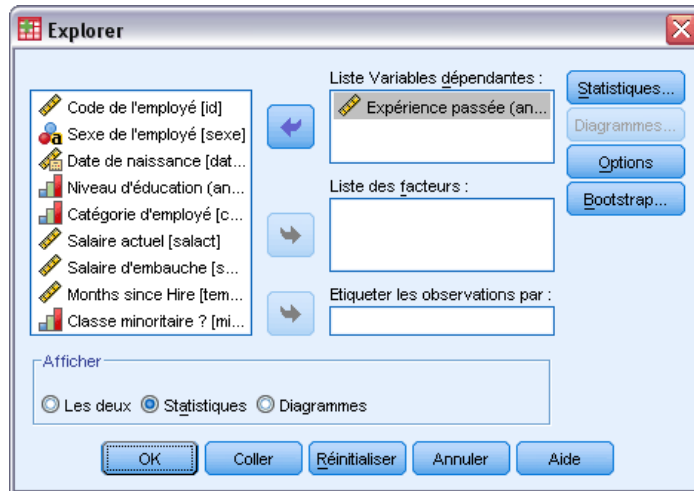 Explorer
Code de l'employé [id]
Sexe de l'employé [sexe]
Date de naissance [dat...
Niveau d'éducation (an...
Catégorie d'employé [c...
Salaire actuel [salact]
Salaire d'embauche [s...
Months since Hire [tem...
Classe minoritaire ? [mi...
Liste Variables dépendantes :
Expérience passée (an...
Liste des facteurs :
Etiqueter les observations par :
Statistiques...
Diagrammes...
Options
Bootstrap...
Afficher
Les deux Statistiques Diagrammes
OK Coller Réinitialiser Annuler Aide